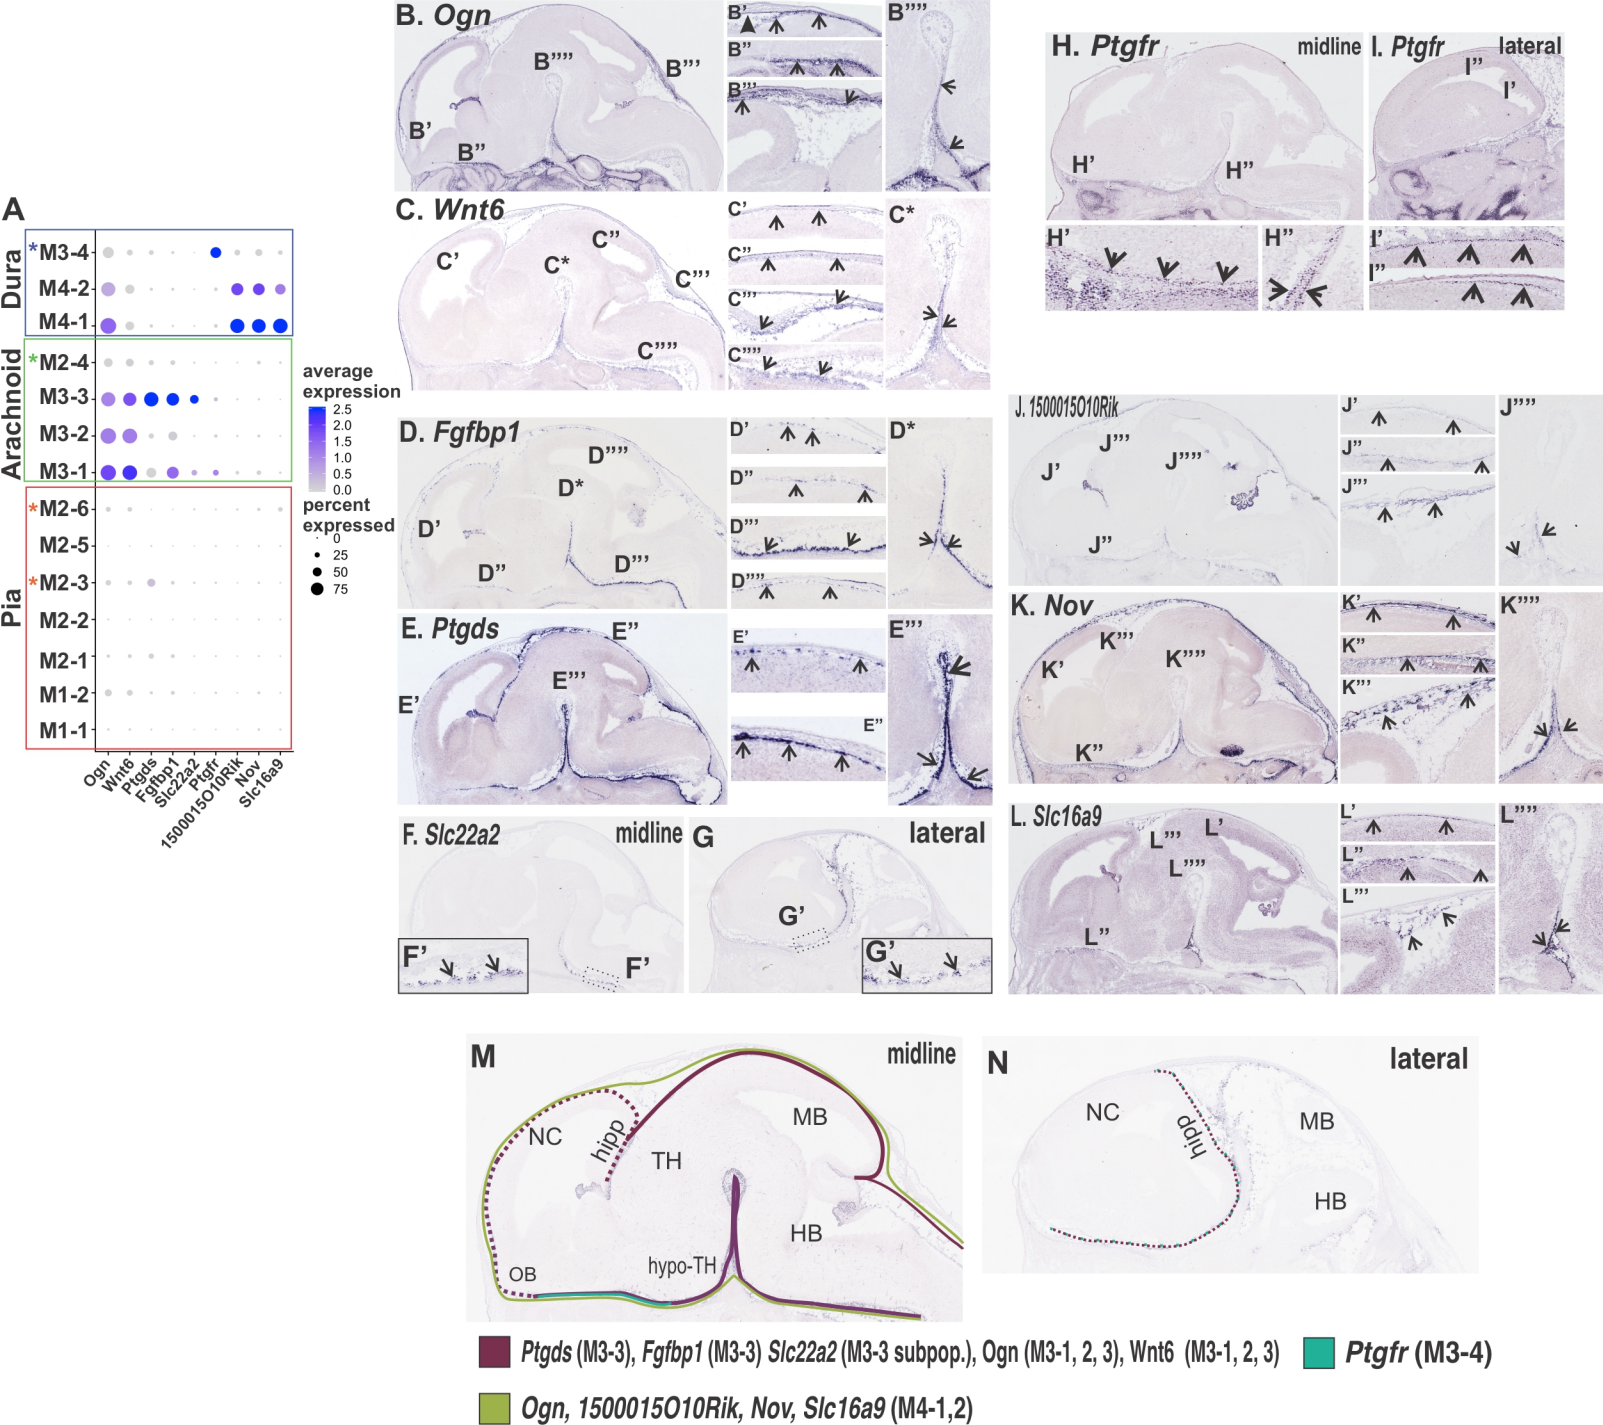 A
Dura
*M3-4
M4-2
M4-1
Arachnoid
*M2-4
M3-3
M3-2
M3-1
Pia
*M2-6
M2-5
*M2-3
M2-2
M2-1
M1-2
M1-1
Ogn
Wnt6
Ptgds
Fgfbp1
Slc22a2
Ptgfr
1500015O10Rik
Nov
Slc16a9
average
expression
2.5
2.0
1.5
1.0
0.5
0.0
percent
expressed
0
25
50
75
B. Ogn
B'
B''
B'''
B''''
B'
B''
B'''
B''''
C. Wnt6
C'
C''
C*
C'''
C''''
C'
C''
C'''
C''''
C*
D. Fgfbp1
D'
D''
D*
D''''
D'''
D'
D''
D'''
D''''
D*
E. Ptgds
E'
E''
E'''
E'
E''
E'''
F. Slc22a2 midline
F'
F'
G lateral
G'
G'
H. Ptgfr midline
H'
H''
H'
H''
I. Ptgfr lateral
I''
I'
I'
I''
J. 1500015O10Rik
J'
J'''
J''''
J''
J'
J''
J'''
J''''
K. Nov
K'
K'''
K''''
K''
K'
K''
K'''
K''''
L. Slc16a9
L'''
L'
L''''
L''
L'
L''
L'''
L''''
M midline
NC
hipp
TH
MB
HB
hypo-TH
OB
N lateral
NC
hipp
MB
HB
Ptgds (M3-3), Fgfbp1 (M3-3) Slc22a2 (M3-3 subpop.), Ogn (M3-1, 2, 3), Wnt6 (M3-1, 2, 3)
Ptgfr (M3-4)
Ogn, 1500015O10Rik, Nov, Slc16a9 (M4-1,2)